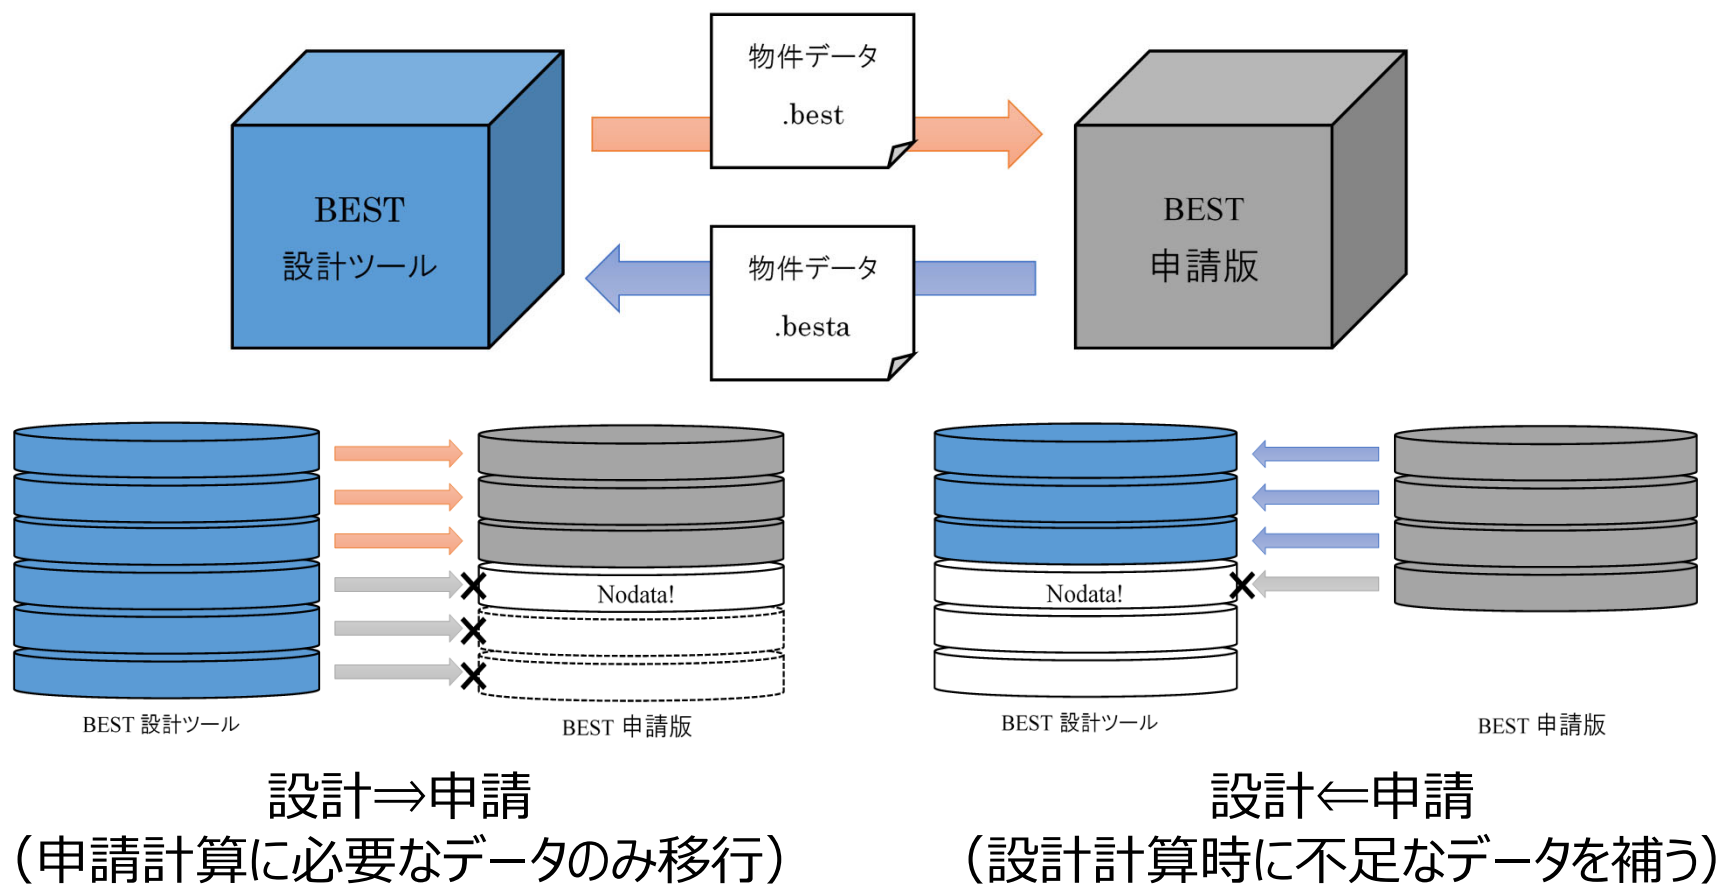 物件データ
.best
BEST
設計ツール
BEST
申請版
物件データ
.besta
Nodata!
Nodata!
BEST 設計ツール
BEST 申請版
BEST 設計ツール
BEST 申請版
設計⇒申請
（申請計算に必要なデータのみ移行）
設計⇐申請
（設計計算時に不足なデータを補う）